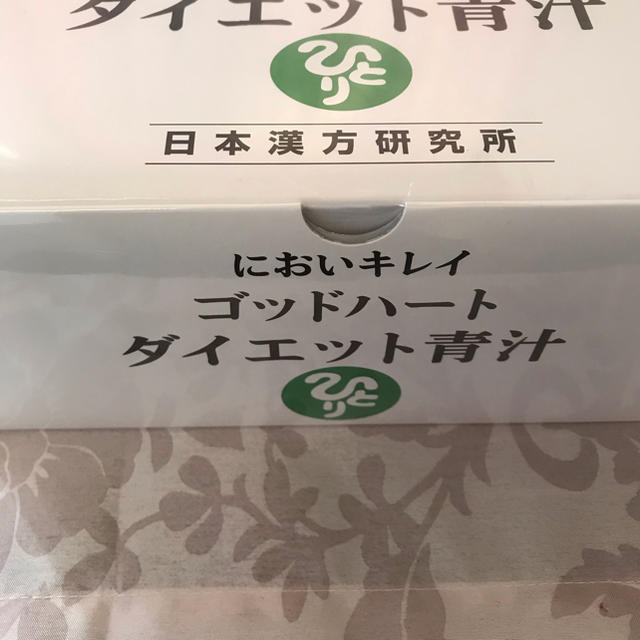 ダイエット青汁
ひとり
日本漢方研究所
においキレイ
ゴッドハート
ダイエット青汁
ひとり